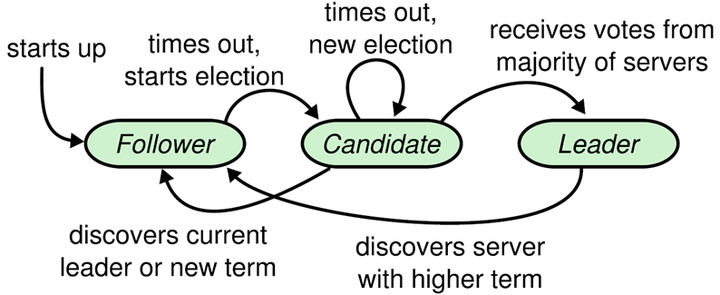 starts up
times out,
starts election
times out,
new election
receives votes from
majority of servers
Follower
Candidate
Leader
discovers current
leader or new term
discovers server
with higher term